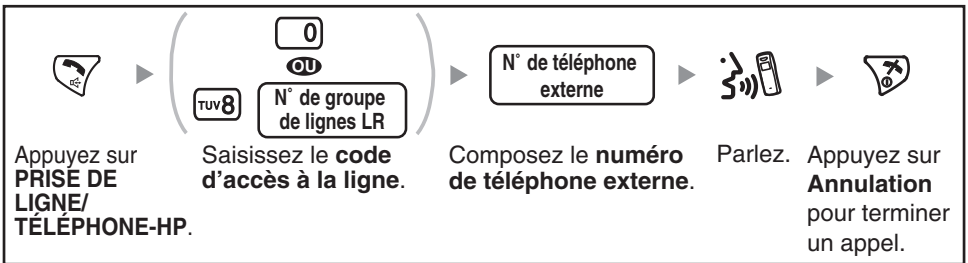 0
OU
TUV8
N° de groupe
de lignes LR
N° de téléphone
externe
Appuyez sur
PRISE DE
LIGNE/
TÉLÉPHONE-HP.
Saisissez le code
d'accès à la ligne.
Composez le numéro
de téléphone externe.
Parlez.
Appuyez sur
Annulation
pour terminer
un appel.